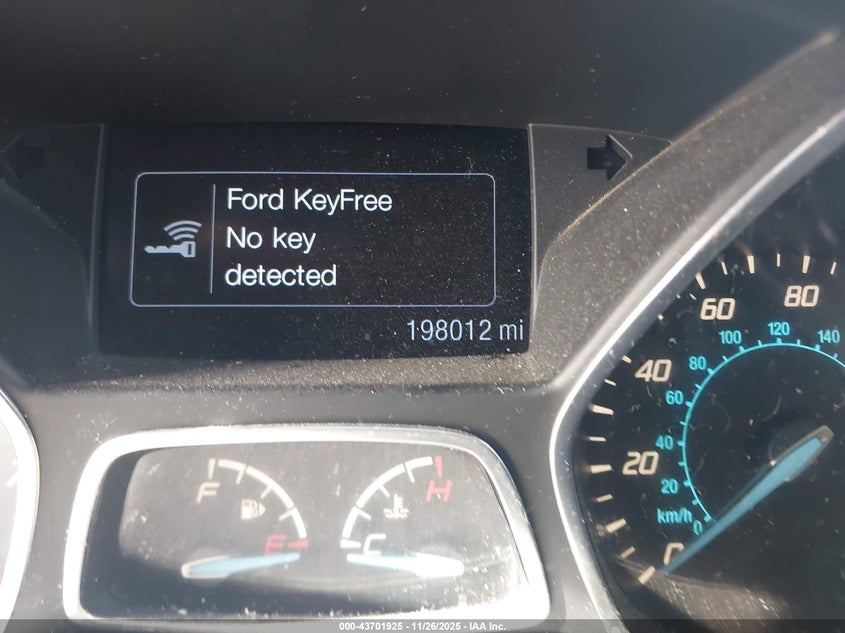 Ford KeyFree
No key
detected
198012 mi
F
E
H
C
0
20
40
60
80
km/h
0
20
40
60
80
100
120
140
000-43701925 - 11/26/2025 - IAA Inc.